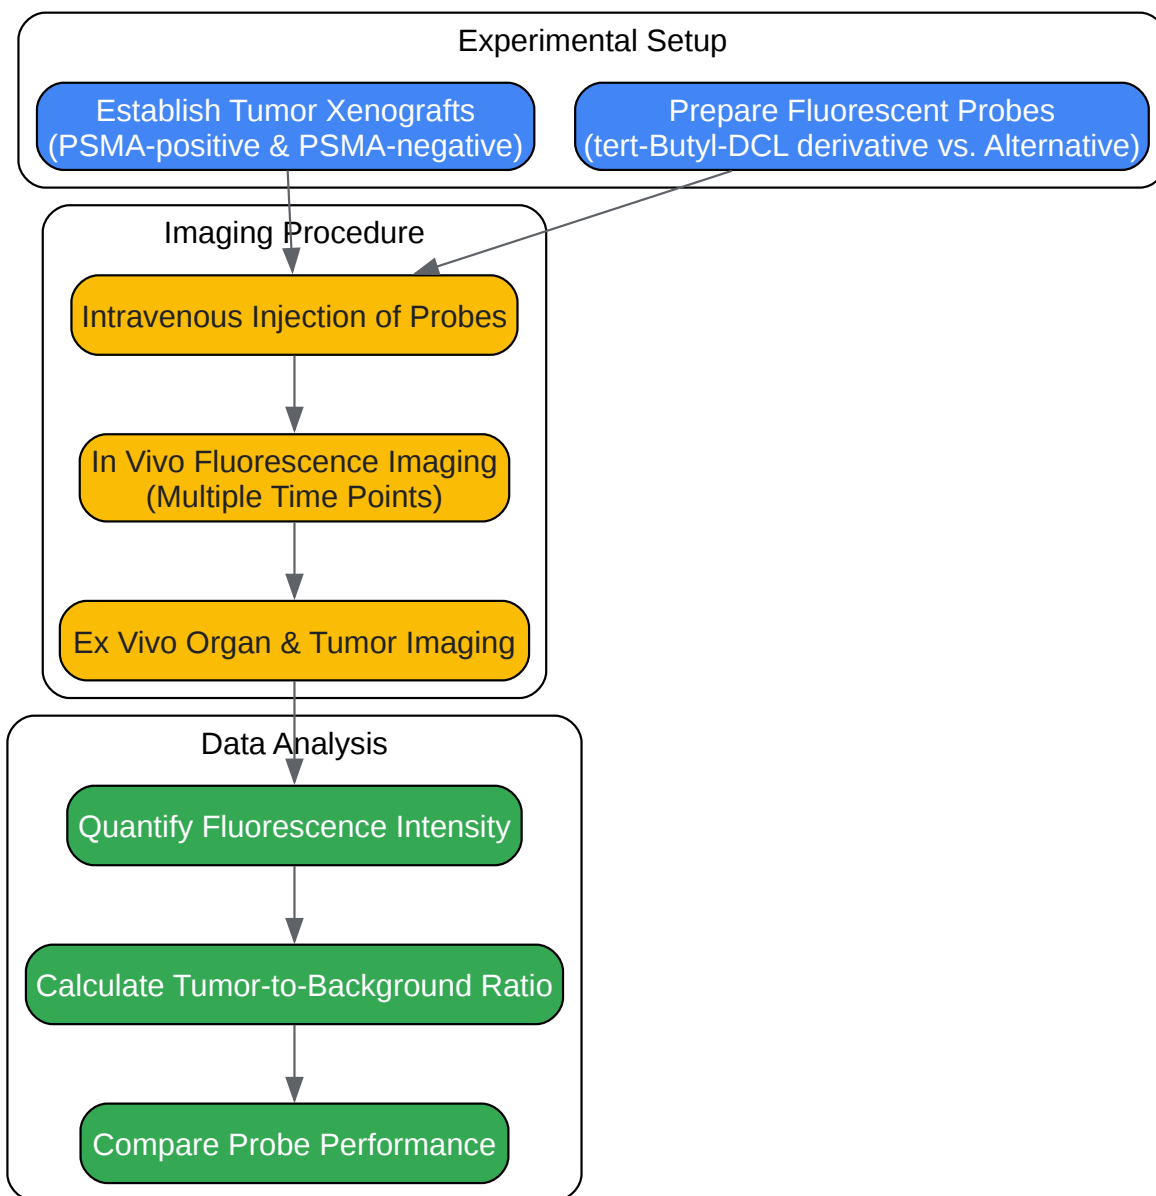 Experimental Setup
Establish Tumor Xenografts
(PSMA-positive & PSMA-negative)
Prepare Fluorescent Probes
(tert-Butyl-DCL derivative vs. Alternative)
Imaging Procedure
Intravenous Injection of Probes
In Vivo Fluorescence Imaging
(Multiple Time Points)
Ex Vivo Organ & Tumor Imaging
Data Analysis
Quantify Fluorescence Intensity
Calculate Tumor-to-Background Ratio
Compare Probe Performance